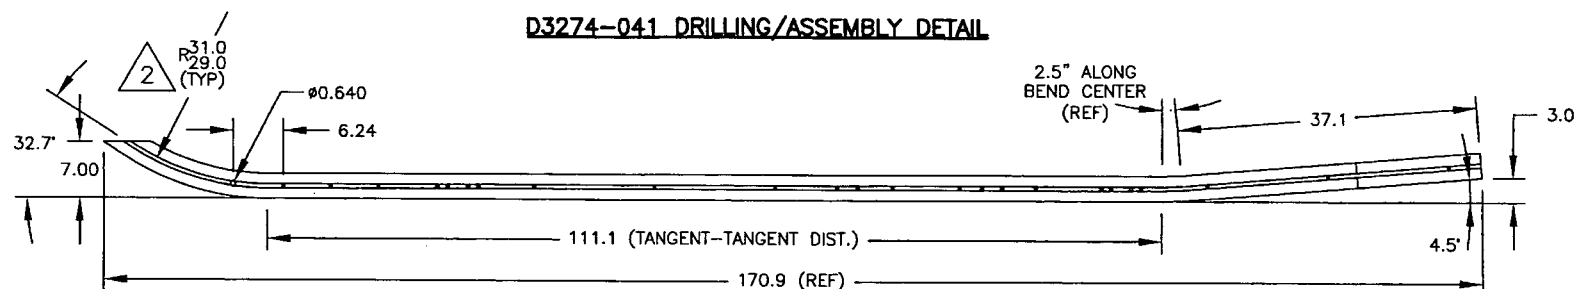 D3274-041 DRILLING/ASSEMBLY DETAIL
2
R31.0
29.0
(TYP)
ø0.640
6.24
2.5" ALONG
BEND CENTER
(REF)
37.1
3.0
32.7°
7.00
111.1 (TANGENT-TANGENT DIST.)
4.5°
170.9 (REF)